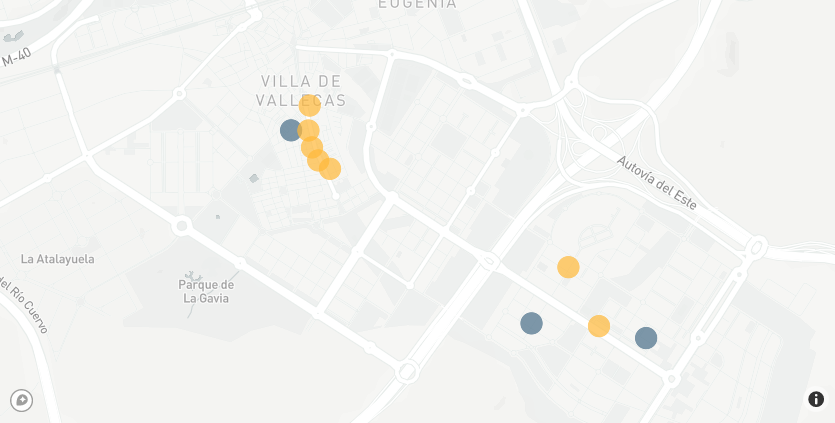 EUGENIA
M-40
VILLA DE
VALLECAS
Autovía del Este
La Atalayuela
Parque de
La Gavia
del Río Cuervo